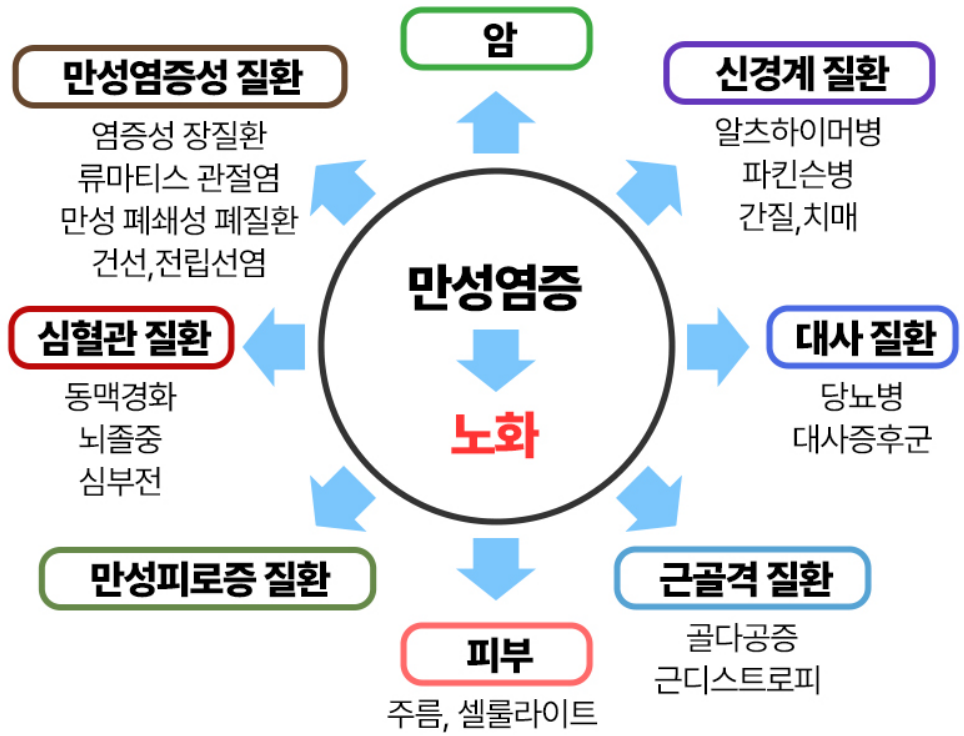 암
만성염증성 질환
염증성 장질환
류마티스 관절염
만성 폐쇄성 폐질환
건선,전립선염
신경계 질환
알츠하이머병
파킨슨병
간질,치매
만성염증
노화
심혈관 질환
동맥경화
뇌졸중
심부전
대사 질환
당뇨병
대사증후군
만성피로증 질환
피부
주름, 셀룰라이트
근골격 질환
골다공증
근디스트로피